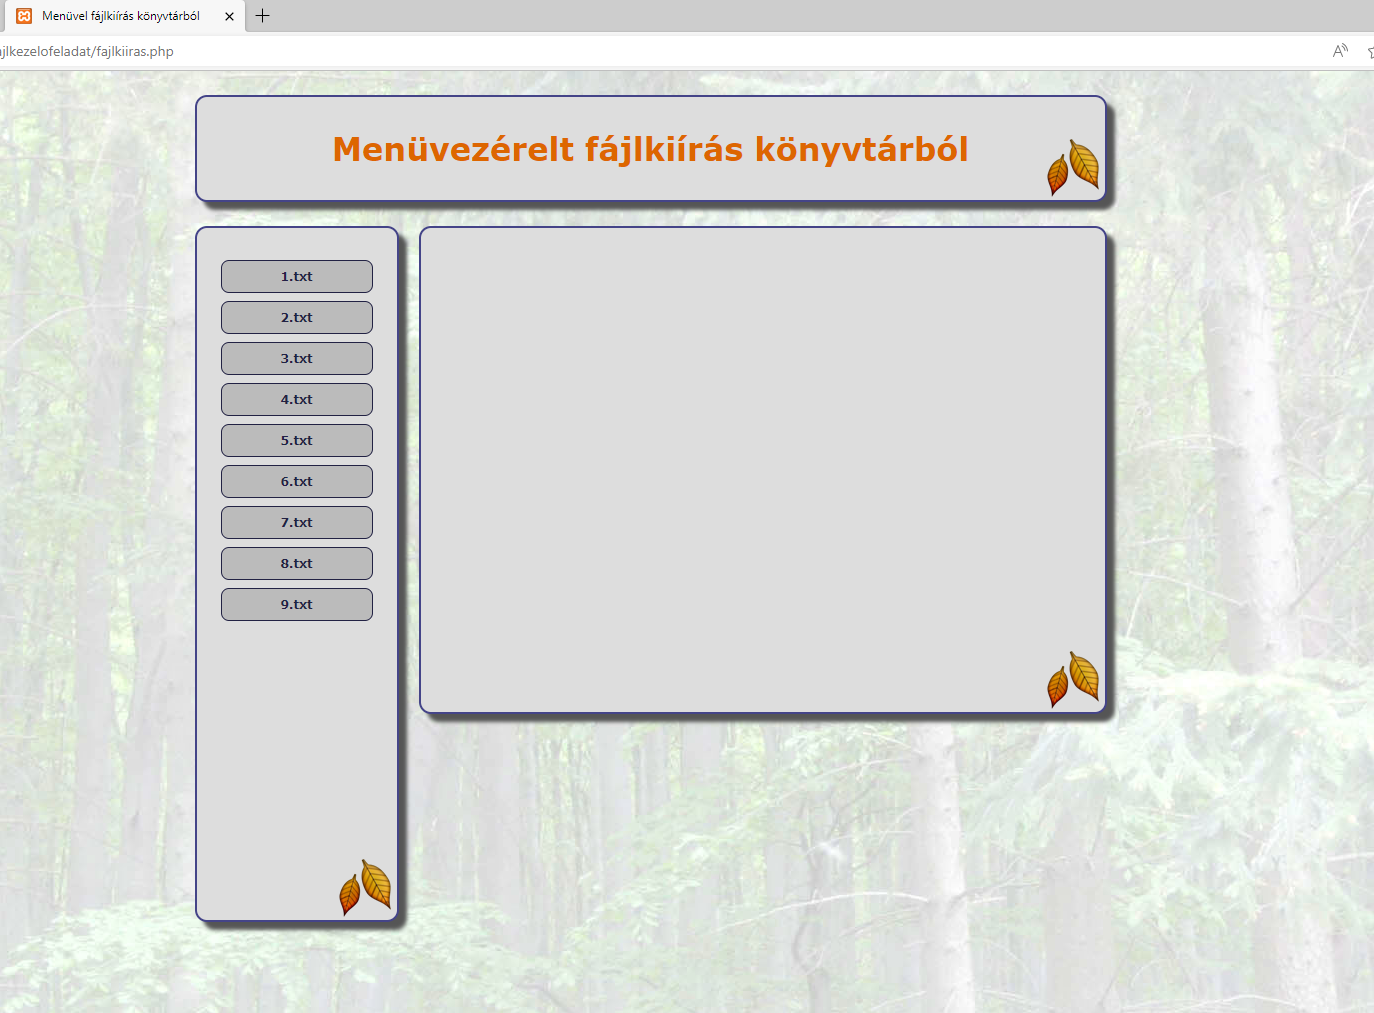 Menüvel fájlkiírás könyvtárból
jlkezelofeladat/fajlkiiras.php
Menüvezérelt fájlkiírás könyvtárból
1.txt
2.txt
3.txt
4.txt
5.txt
6.txt
7.txt
8.txt
9.txt